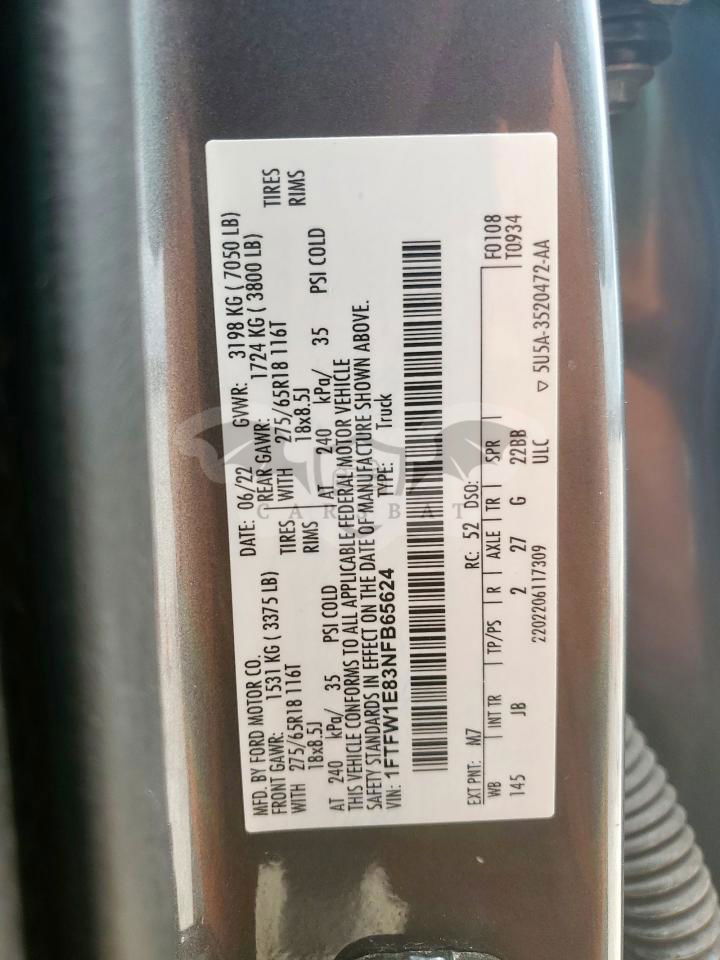 MFD. BY FORD MOTOR CO.
DATE: 06/22 GVWR: 3198 KG ( 7050 LB)
FRONT GAWR: 1531 KG ( 3375 LB) REAR GAWR: 1724 KG ( 3800 LB)
WITH 275/65R18 116T TIRES WITH 275/65R18 116T TIRES
18x8.5J RIMS 18x8.5J RIMS
AT 240 kPa/ 35 PSI COLD AT 240 kPa/ 35 PSI COLD
THIS VEHICLE CONFORMS TO ALL APPLICABLE FEDERAL MOTOR VEHICLE
SAFETY STANDARDS IN EFFECT ON THE DATE OF MANUFACTURE SHOWN ABOVE.
VIN: 1FTFW1E83NFB65624 TYPE: Truck
EXT PNT: M7 RC: 52 DSO: F0108
WB INT TR TP/PS R AXLE TR SPR T0934
145 JB 2 27 G 22BB
2202206117309 ULC ▽ 5U5A-3520472-AA
CARSBAT